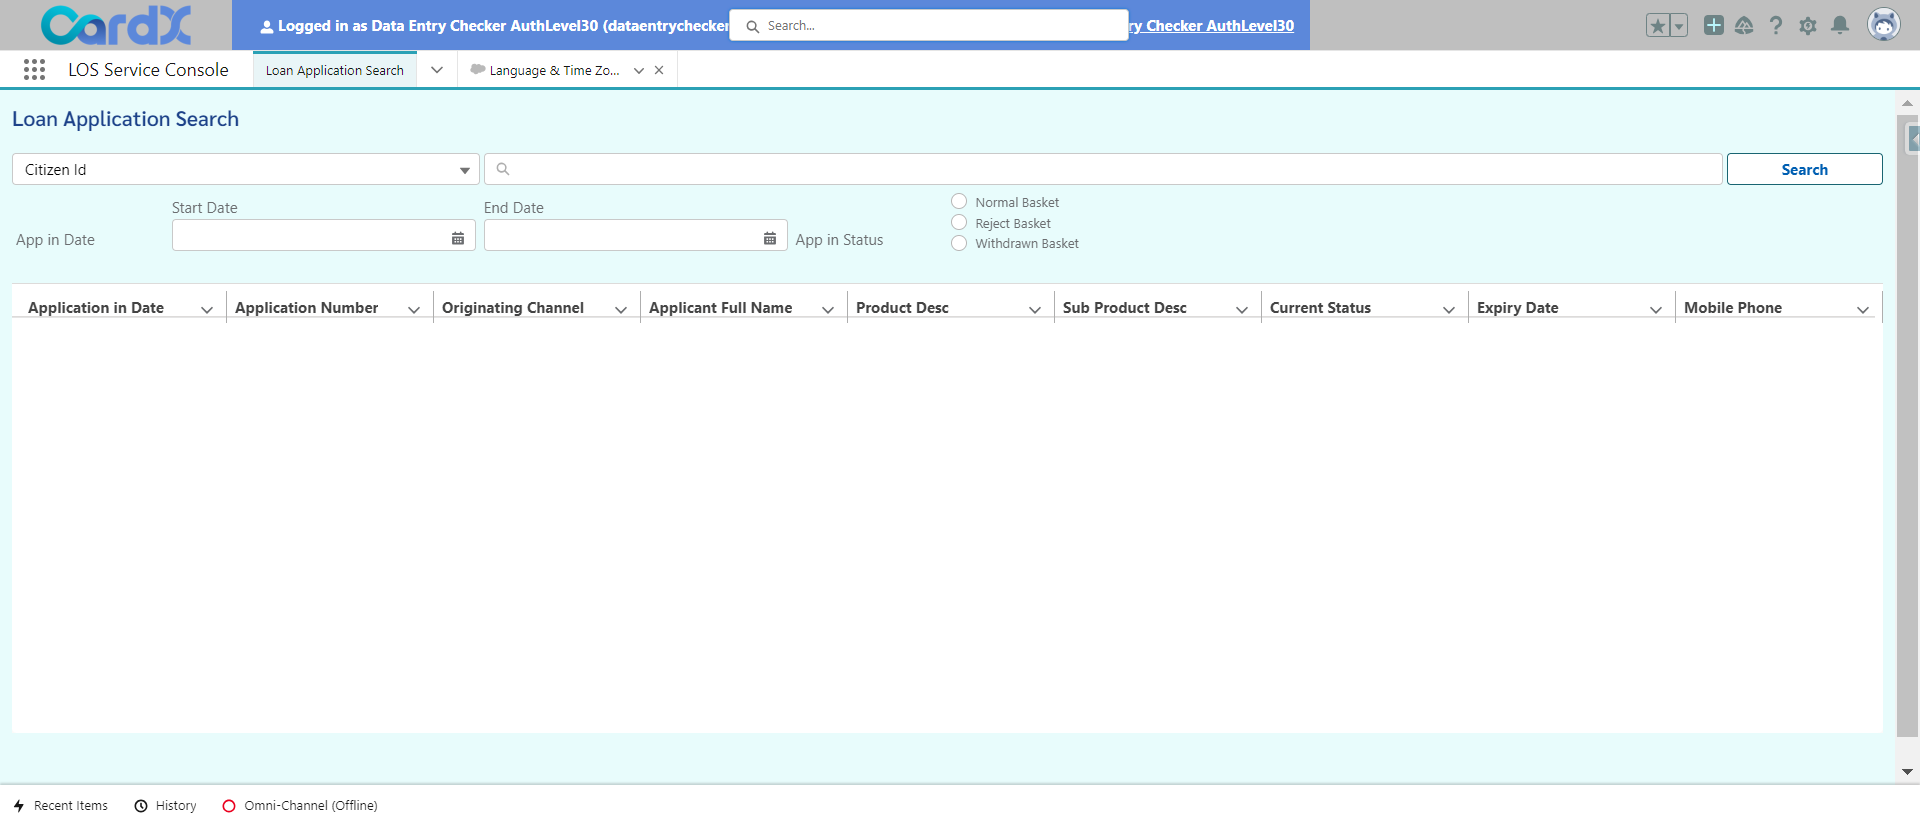 CardX
Logged in as Data Entry Checker AuthLevel30 (dataentrychecker
Search...
ry Checker AuthLevel30
LOS Service Console
Loan Application Search
Language & Time Zo...
Loan Application Search
Citizen Id
Search
Start Date
End Date
Normal Basket
Reject Basket
App in Date
App in Status
Withdrawn Basket
Application in Date
Application Number
Originating Channel
Applicant Full Name
Product Desc
Sub Product Desc
Current Status
Expiry Date
Mobile Phone
Recent Items
History
Omni-Channel (Offline)